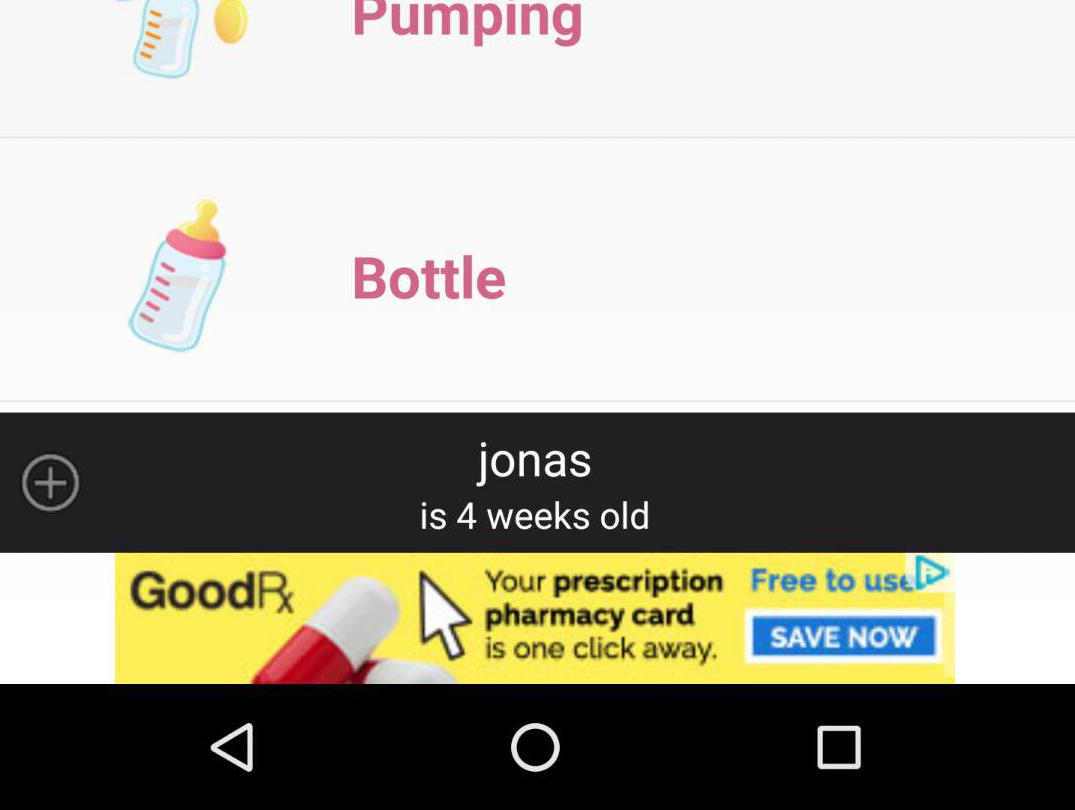 Pumping
Bottle
jonas
is 4 weeks old
GoodRx
Your prescription
pharmacy card
is one click away.
Free to use
SAVE NOW